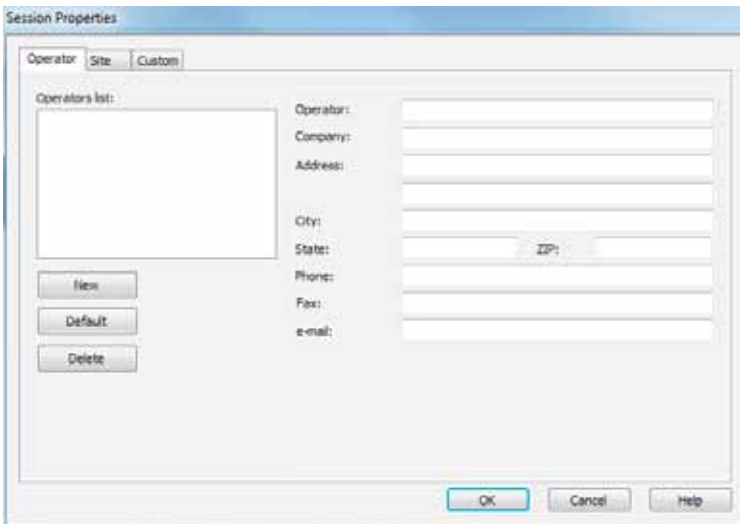 Session Properties
Operator Site Custom
Operators list:
Operator:
Company:
Address:
City:
State: ZIP:
Phone:
Fax:
e-mail:
New
Default
Delete
OK Cancel Help